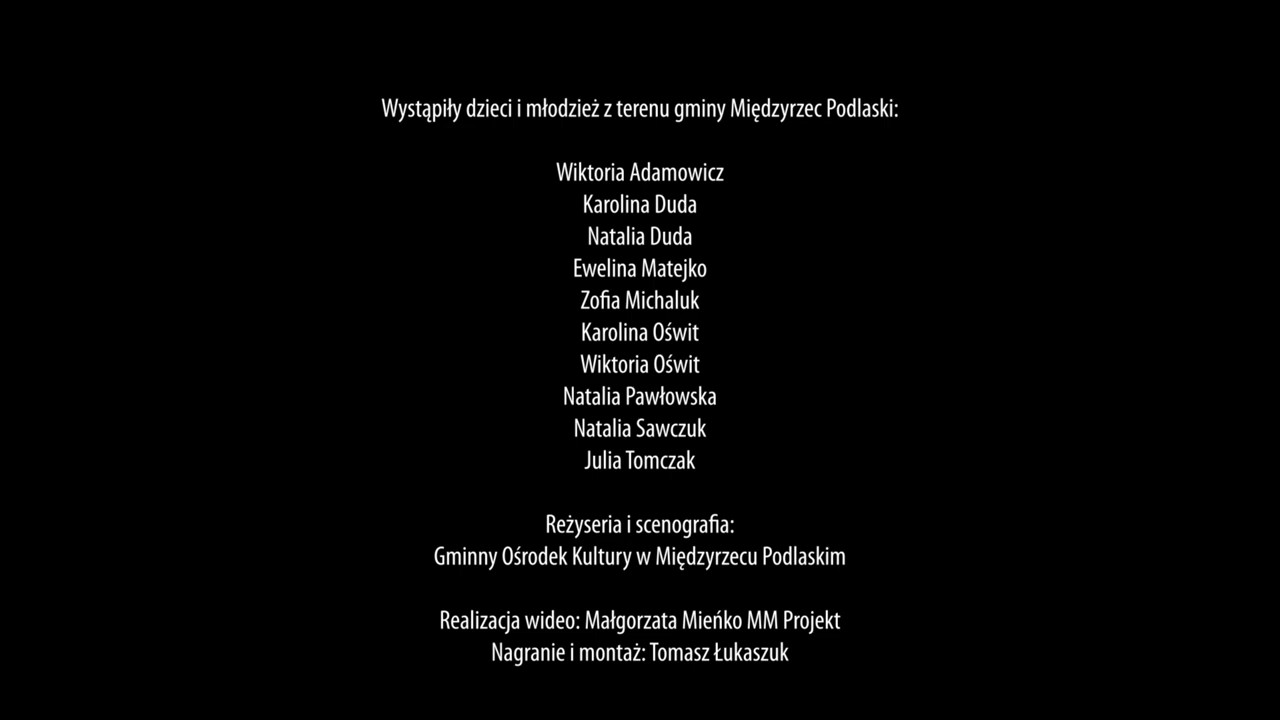 Wystąpiły dzieci i młodzież z terenu gminy Międzyrzec Podlaski:
Wiktoria Adamowicz
Karolina Duda
Natalia Duda
Ewelina Matejko
Zofia Michaluk
Karolina Oświt
Wiktoria Oświt
Natalia Pawłowska
Natalia Sawczuk
Julia Tomczak
Reżyseria i scenografia:
Gminny Ośrodek Kultury w Międzyrzecu Podlaskim
Realizacja wideo: Małgorzata Mieńko MM Projekt
Nagranie i montaż: Tomasz Łukaszuk